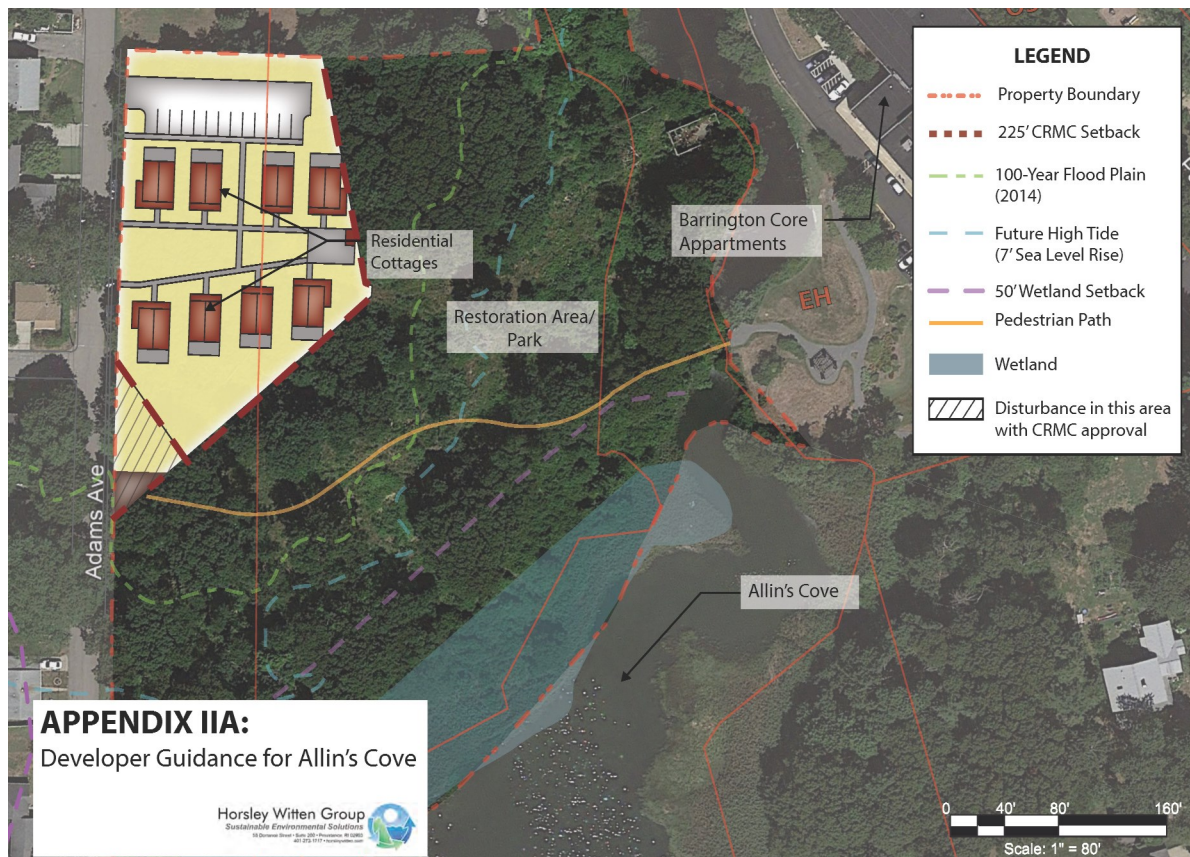 LEGEND
Property Boundary
225' CRMC Setback
100-Year Flood Plain
(2014)
Future High Tide
(7' Sea Level Rise)
50' Wetland Setback
Pedestrian Path
Wetland
Disturbance in this area
with CRMC approval
Barrington Core
Appartments
Residential
Cottages
Restoration Area/
Park
EH
Adams Ave
Allin's Cove
APPENDIX IIA:
Developer Guidance for Allin's Cove
Horsley Witten Group
Sustainable Environmental Solutions
0 40' 80' 160'
Scale: 1" = 80'